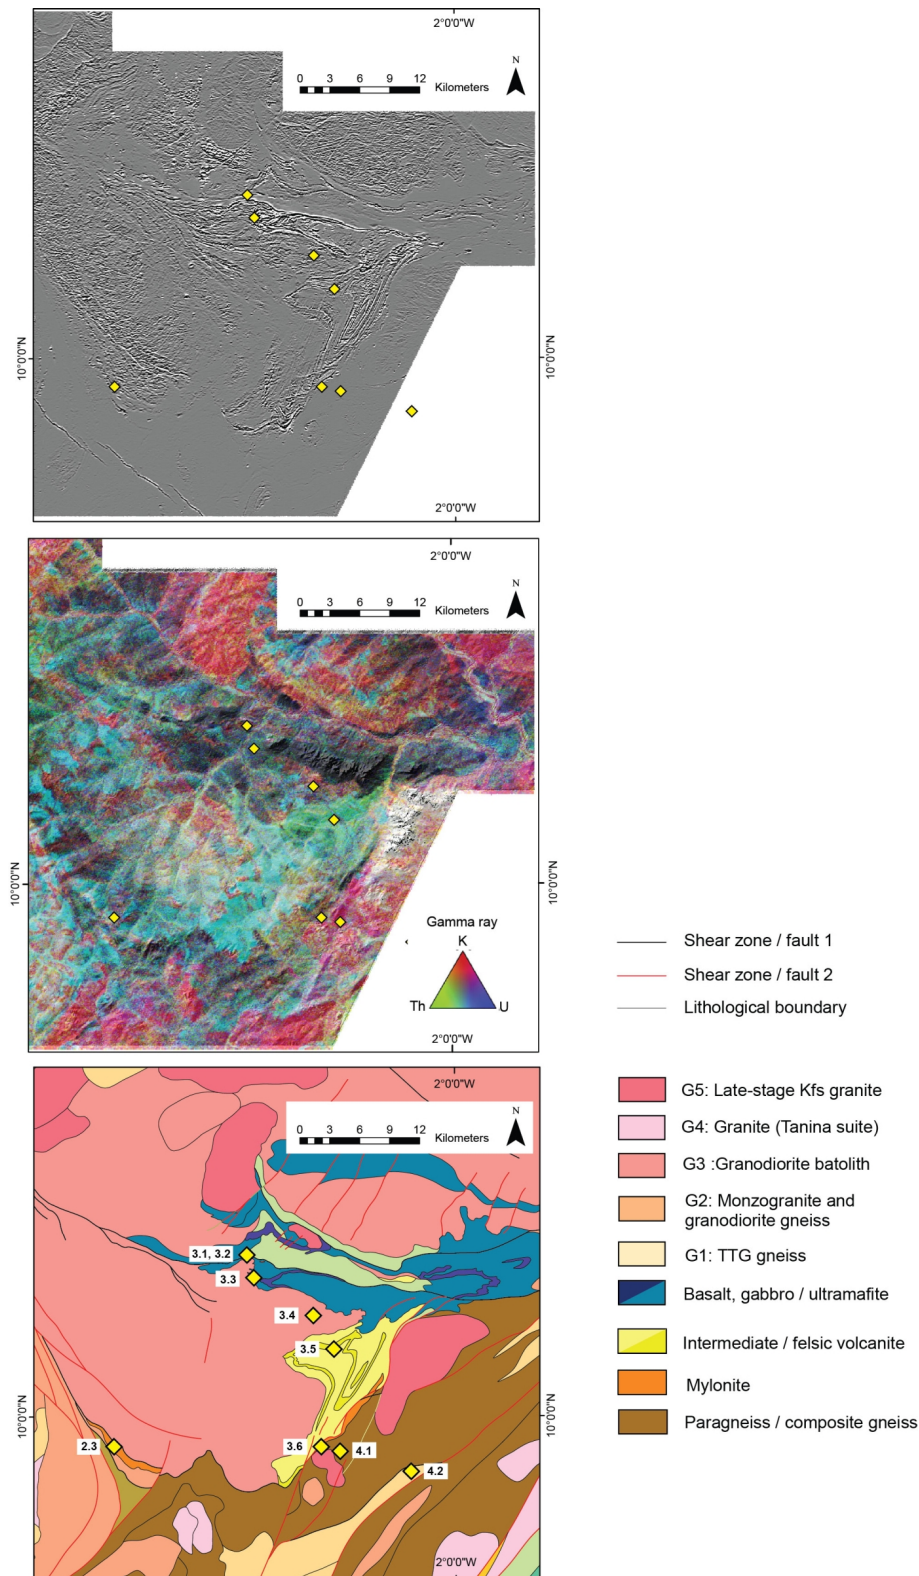 2°0'0"W
N
0 3 6 9 12
Kilometers
10°0'0"N
10°0'0"N
2°0'0"W
2°0'0"W
N
0 3 6 9 12
Kilometers
10°0'0"N
10°0'0"N
Gamma ray
K
Th
U
2°0'0"W
Shear zone / fault 1
Shear zone / fault 2
Lithological boundary
2°0'0"W
N
0 3 6 9 12
Kilometers
3.1, 3.2
3.3
3.4
3.5
10°0'0"N
10°0'0"N
2.3
3.6
4.1
4.2
2°0'0"W
G5: Late-stage Kfs granite
G4: Granite (Tanina suite)
G3 :Granodiorite batolith
G2: Monzogranite and
granodiorite gneiss
G1: TTG gneiss
Basalt, gabbro / ultramafite
Intermediate / felsic volcanite
Mylonite
Paragneiss / composite gneiss